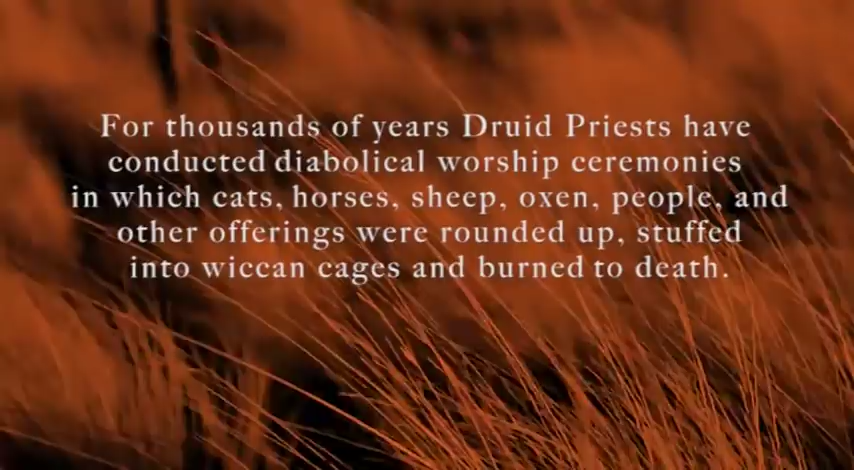 For thousands of years Druid Priests have
conducted diabolical worship ceremonies
in which cats, horses, sheep, oxen, people, and
other offerings were rounded up, stuffed
into wiccan cages and burned to death.